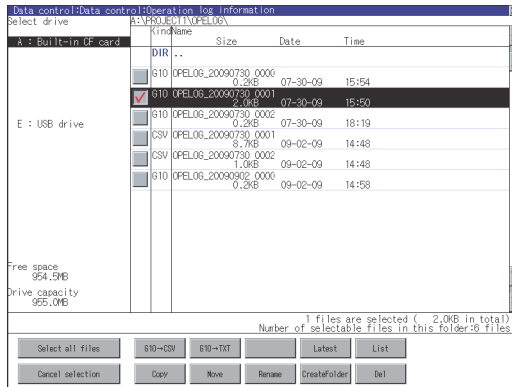 Data control:Data control:Operation log information
Select drive
A:\PROJECT1\OPELOG\
Kind Name
Size Date Time
A : Built-in CF card
DIR ..
G10 OPELOG_20090730_0000
0.2KB 07-30-09 15:54
G10 OPELOG_20090730_0001
2.0KB 07-30-09 15:50
G10 OPELOG_20090730_0002
0.2KB 07-30-09 18:19
E : USB drive
CSV OPELOG_20090730_0001
8.7KB 09-02-09 14:48
CSV OPELOG_20090730_0002
1.0KB 09-02-09 14:48
G10 OPELOG_20090902_0000
0.2KB 09-02-09 14:58
Free space
954.5MB
Drive capacity
955.0MB
1 files are selected ( 2.0KB in total)
Number of selectable files in this folder:6 files
Select all files G10→CSV G10→TXT Latest List
Cancel selection Copy Move Rename CreateFolder Del